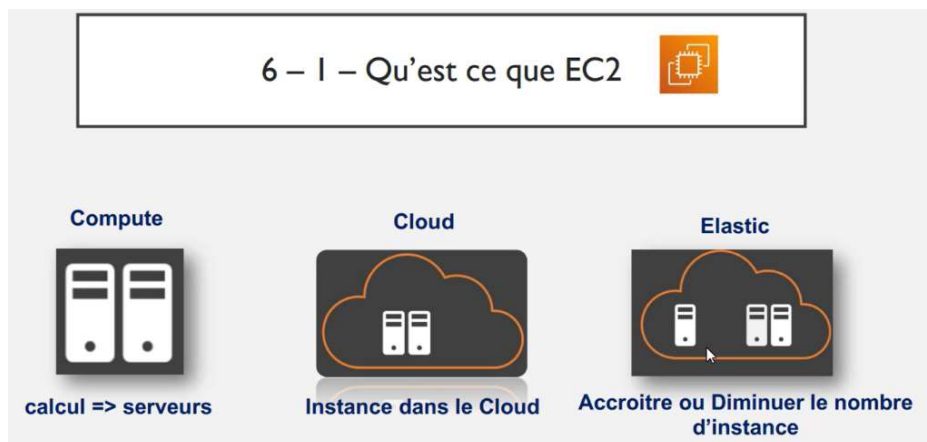 6 – 1 – Qu’est ce que EC2
Compute
Cloud
Elastic
calcul => serveurs
Instance dans le Cloud
Accroitre ou Diminuer le nombre
d’instance